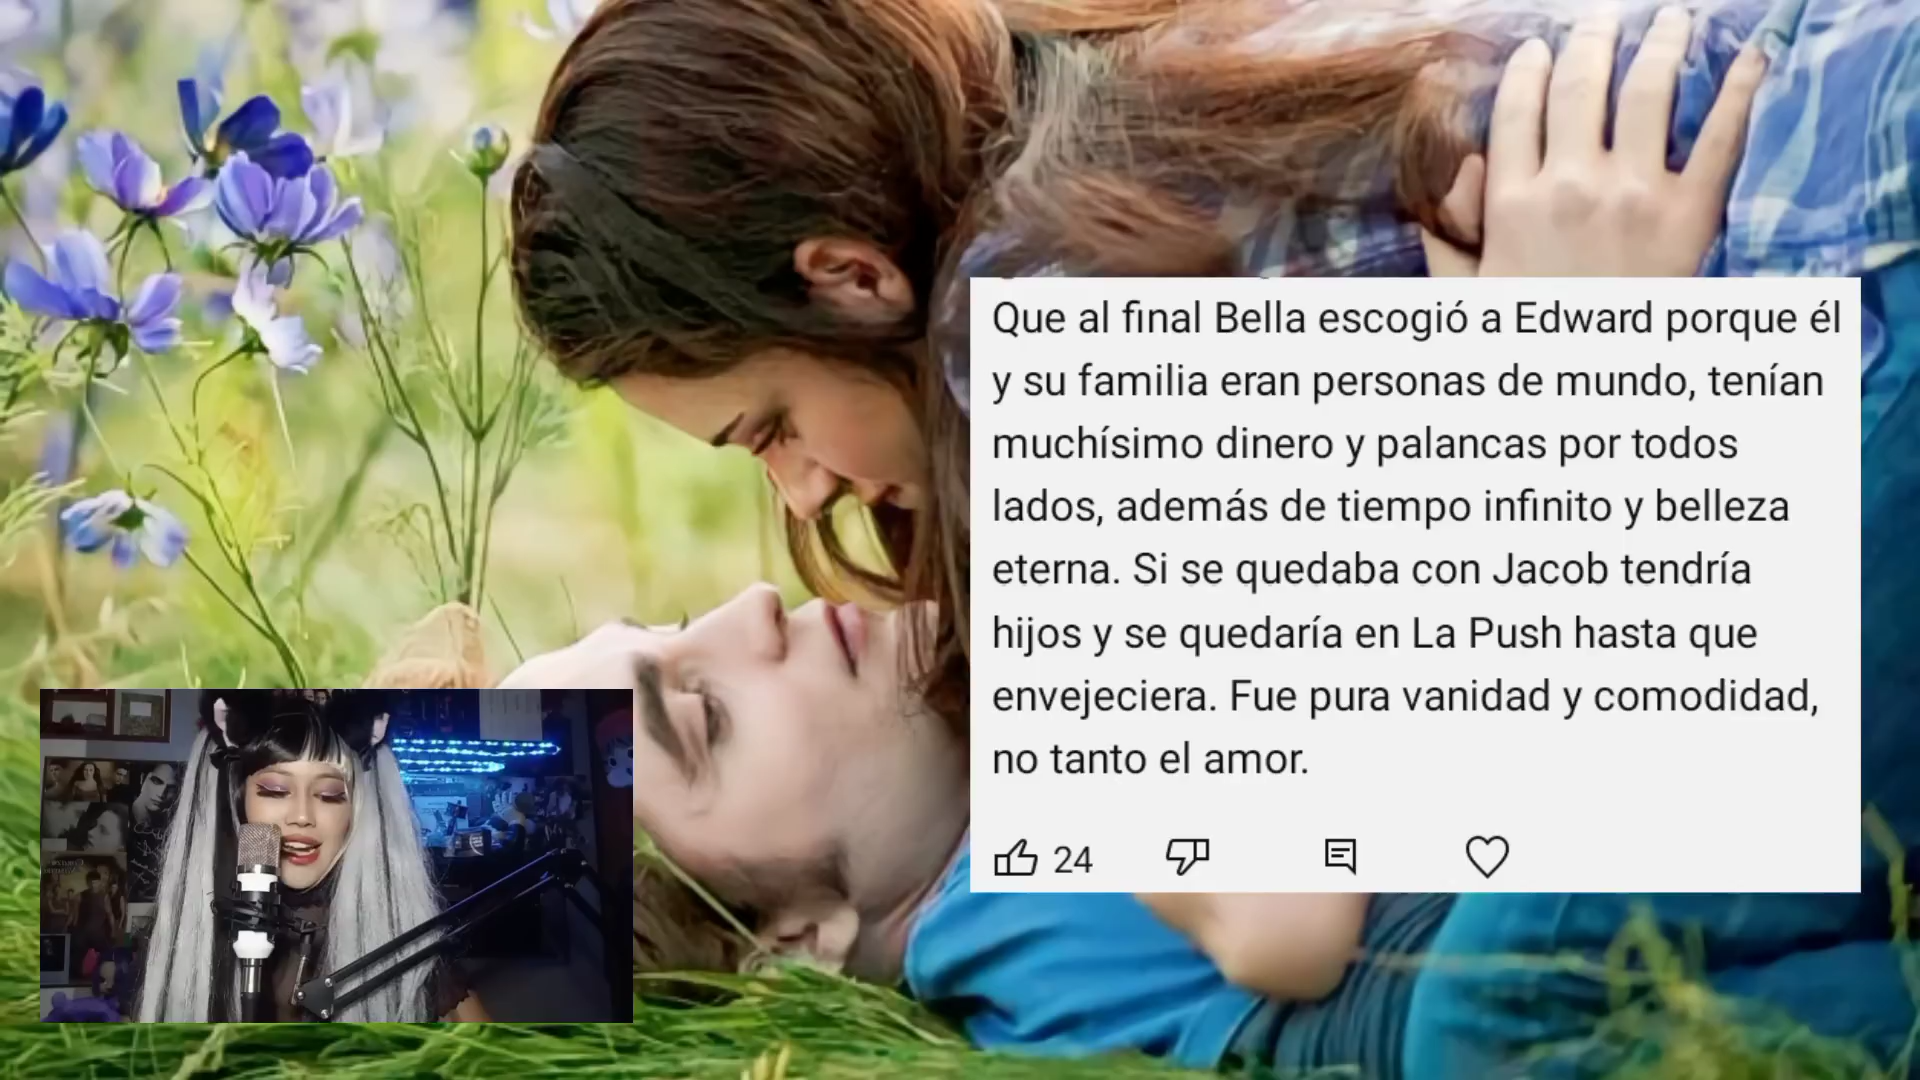 Que al final Bella escogió a Edward porque él
y su familia eran personas de mundo, tenían
muchísimo dinero y palancas por todos
lados, además de tiempo infinito y belleza
eterna. Si se quedaba con Jacob tendría
hijos y se quedaría en La Push hasta que
envejeciera. Fue pura vanidad y comodidad,
no tanto el amor.
24